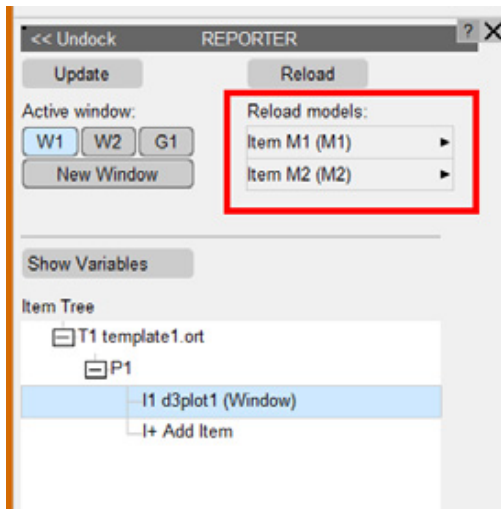 << Undock REPORTER ? X
Update Reload
Active window: Reload models:
W1 W2 G1 Item M1 (M1)
New Window Item M2 (M2)
Show Variables
Item Tree
T1 template1.ort
P1
I1 d3plot1 (Window)
I+ Add Item